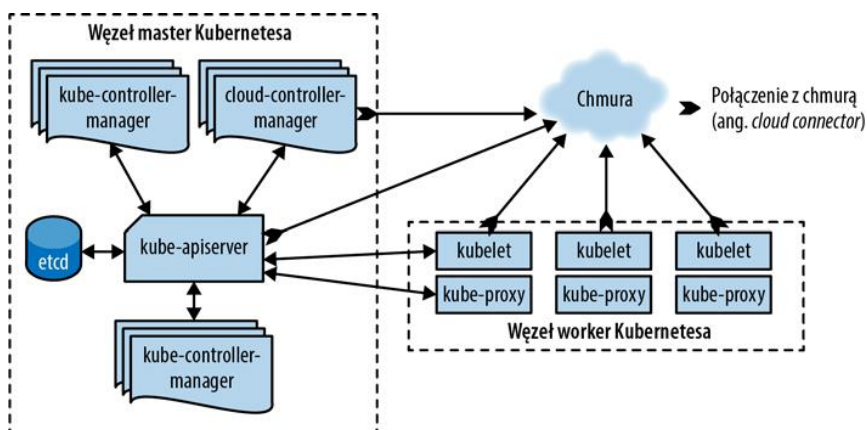 Węzeł master Kubernetesa
kube-controller-
manager
cloud-controller-
manager
Chmura
Połączenie z chmurą
(ang. cloud connector)
etcd
kube-apiserver
kubelet
kubelet
kubelet
kube-proxy
kube-proxy
kube-proxy
Węzeł worker Kubernetesa
kube-controller-
manager